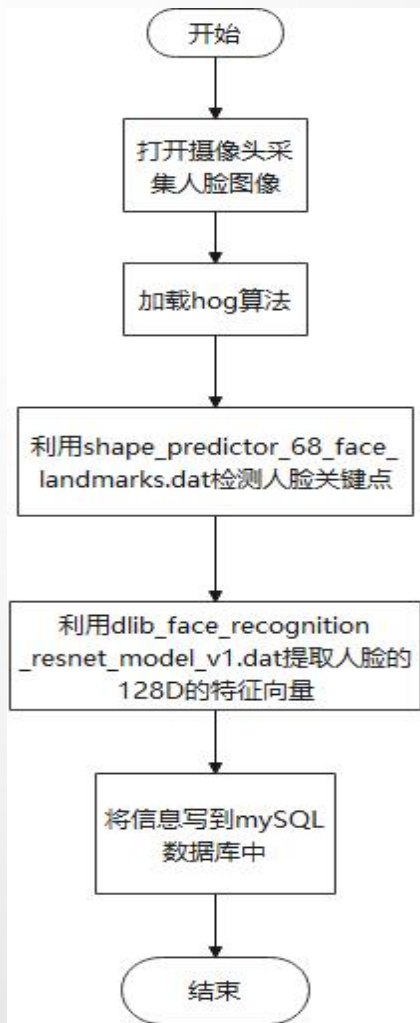 开始
打开摄像头采
集人脸图像
加载hog算法
利用shape_predictor_68_face_
landmarks.dat检测人脸关键点
利用dlib_face_recognition
_resnet_model_v1.dat提取人脸的
128D的特征向量
将信息写到mySQL
数据库中
结束